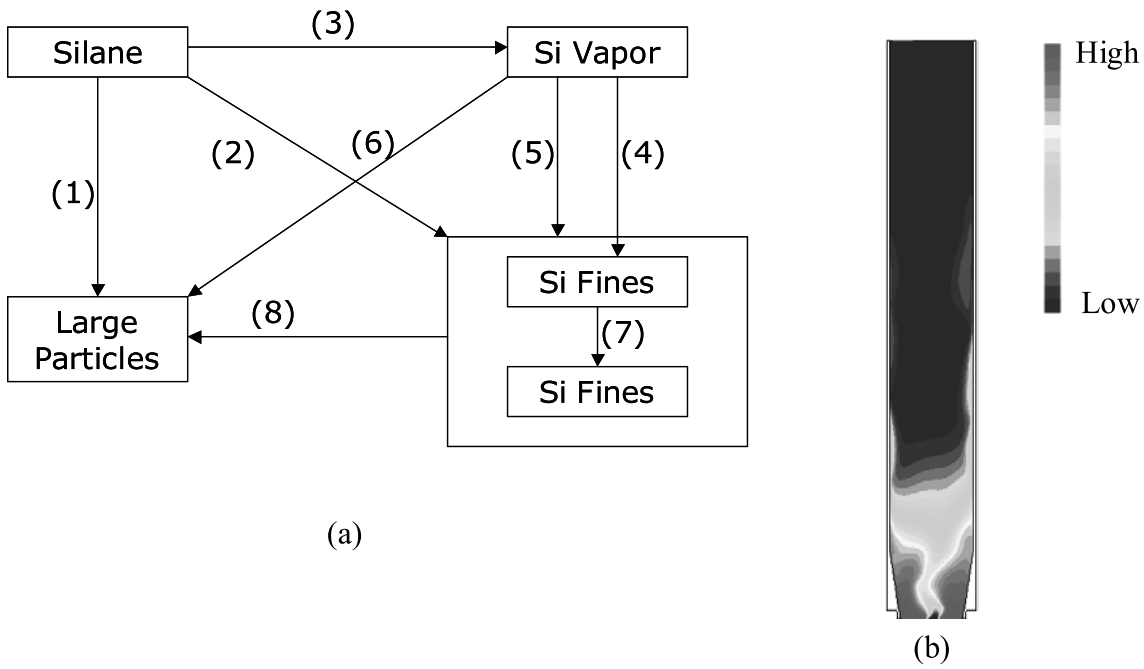 Silane
(3)
Si Vapor
(1)
(2)
(6)
(5)
(4)
Large
Particles
(8)
Si Fines
(7)
Si Fines
(a)
High
Low
(b)